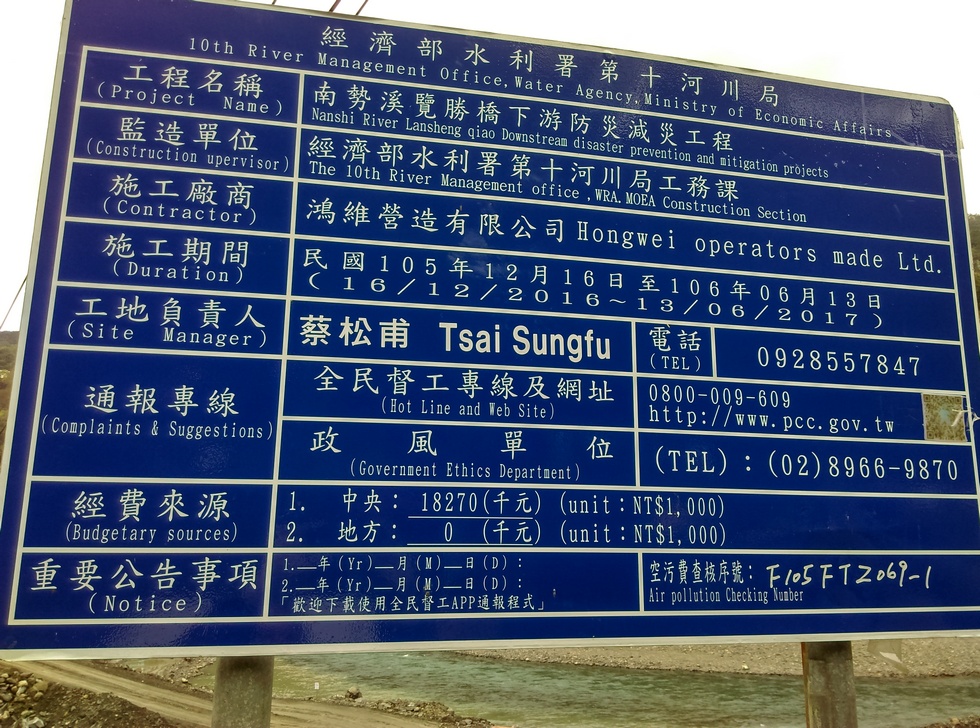 經濟部水利署第十河川局
10th River Management Office, Water Agency, Ministry of Economic Affairs
工程名稱
(Project Name)
南勢溪覽勝橋下游防災減災工程
Nanshi River Lansheng qiao Downstream disaster prevention and mitigation projects
監造單位
(Construction upervisor)
經濟部水利署第十河川局工務課
The 10th River Management office, WRA. MOEA Construction Section
施工廠商
(Contractor)
鴻維營造有限公司 Hongwei operators made Ltd.
施工期間
(Duration)
民國105年12月16日至106年06月13日
(16/12/2016~13/06/2017)
工地負責人
(Site Manager)
蔡松甫 Tsai Sungfu
電話
(TEL)
0928557847
通報專線
(Complaints & Suggestions)
全民督工專線及網址
(Hot Line and Web Site)
0800-009-609
http://www.pcc.gov.tw
政風單位
(Government Ethics Department)
(TEL):(02)8966-9870
經費來源
(Budgetary sources)
1. 中央: 18270(千元) (unit:NT$1,000)
2. 地方: 0 (千元) (unit:NT$1,000)
重要公告事項
(Notice)
1.__年(Yr)__月(M)__日(D):
2.__年(Yr)__月(M)__日(D):
「歡迎下載使用全民督工APP通報程式」
空污費查核序號: F105FTZ069-1
Air pollution Checking Number